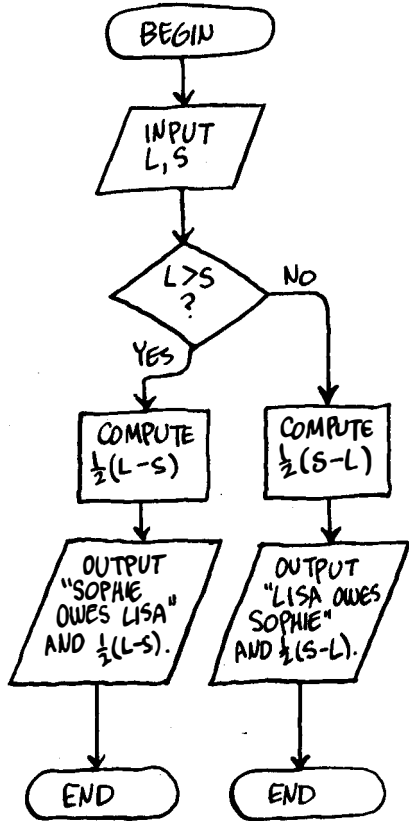 BEGIN
INPUT
L, S
L>S
?
NO
YES
COMPUTE
½(L-S)
COMPUTE
½(S-L)
OUTPUT
"SOPHIE
OWES LISA"
AND ½(L-S).
OUTPUT
"LISA OWES
SOPHIE"
AND ½(S-L).
END
END